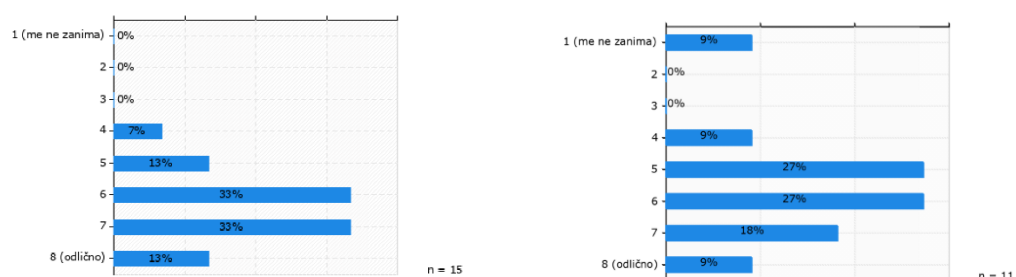 1 (me ne zanima) 0%
2 0%
3 0%
4 7%
5 13%
6 33%
7 33%
8 (odlično) 13%
n = 15
1 (me ne zanima) 9%
2 0%
3 0%
4 9%
5 27%
6 27%
7 18%
8 (odlično) 9%
n = 11